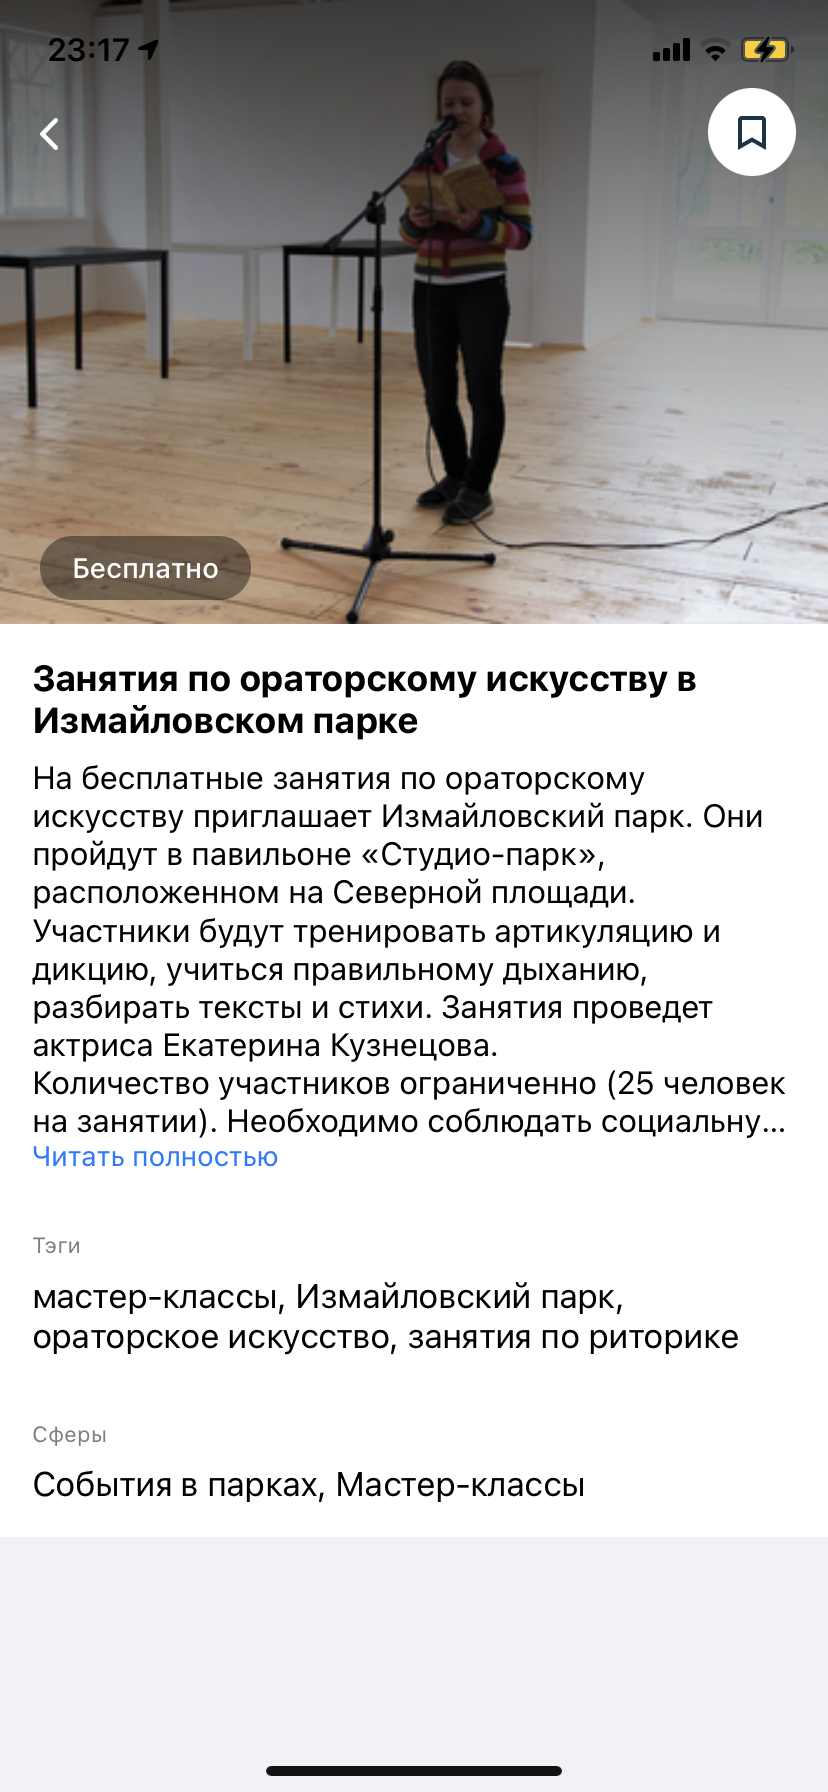 23:17
Бесплатно
Занятия по ораторскому искусству в
Измайловском парке
На бесплатные занятия по ораторскому
искусству приглашает Измайловский парк. Они
пройдут в павильоне «Студио-парк»,
расположенном на Северной площади.
Участники будут тренировать артикуляцию и
дикцию, учиться правильному дыханию,
разбирать тексты и стихи. Занятия проведет
актриса Екатерина Кузнецова.
Количество участников ограниченно (25 человек
на занятии). Необходимо соблюдать социальну...
Читать полностью
Тэги
мастер-классы, Измайловский парк,
ораторское искусство, занятия по риторике
Сферы
События в парках, Мастер-классы